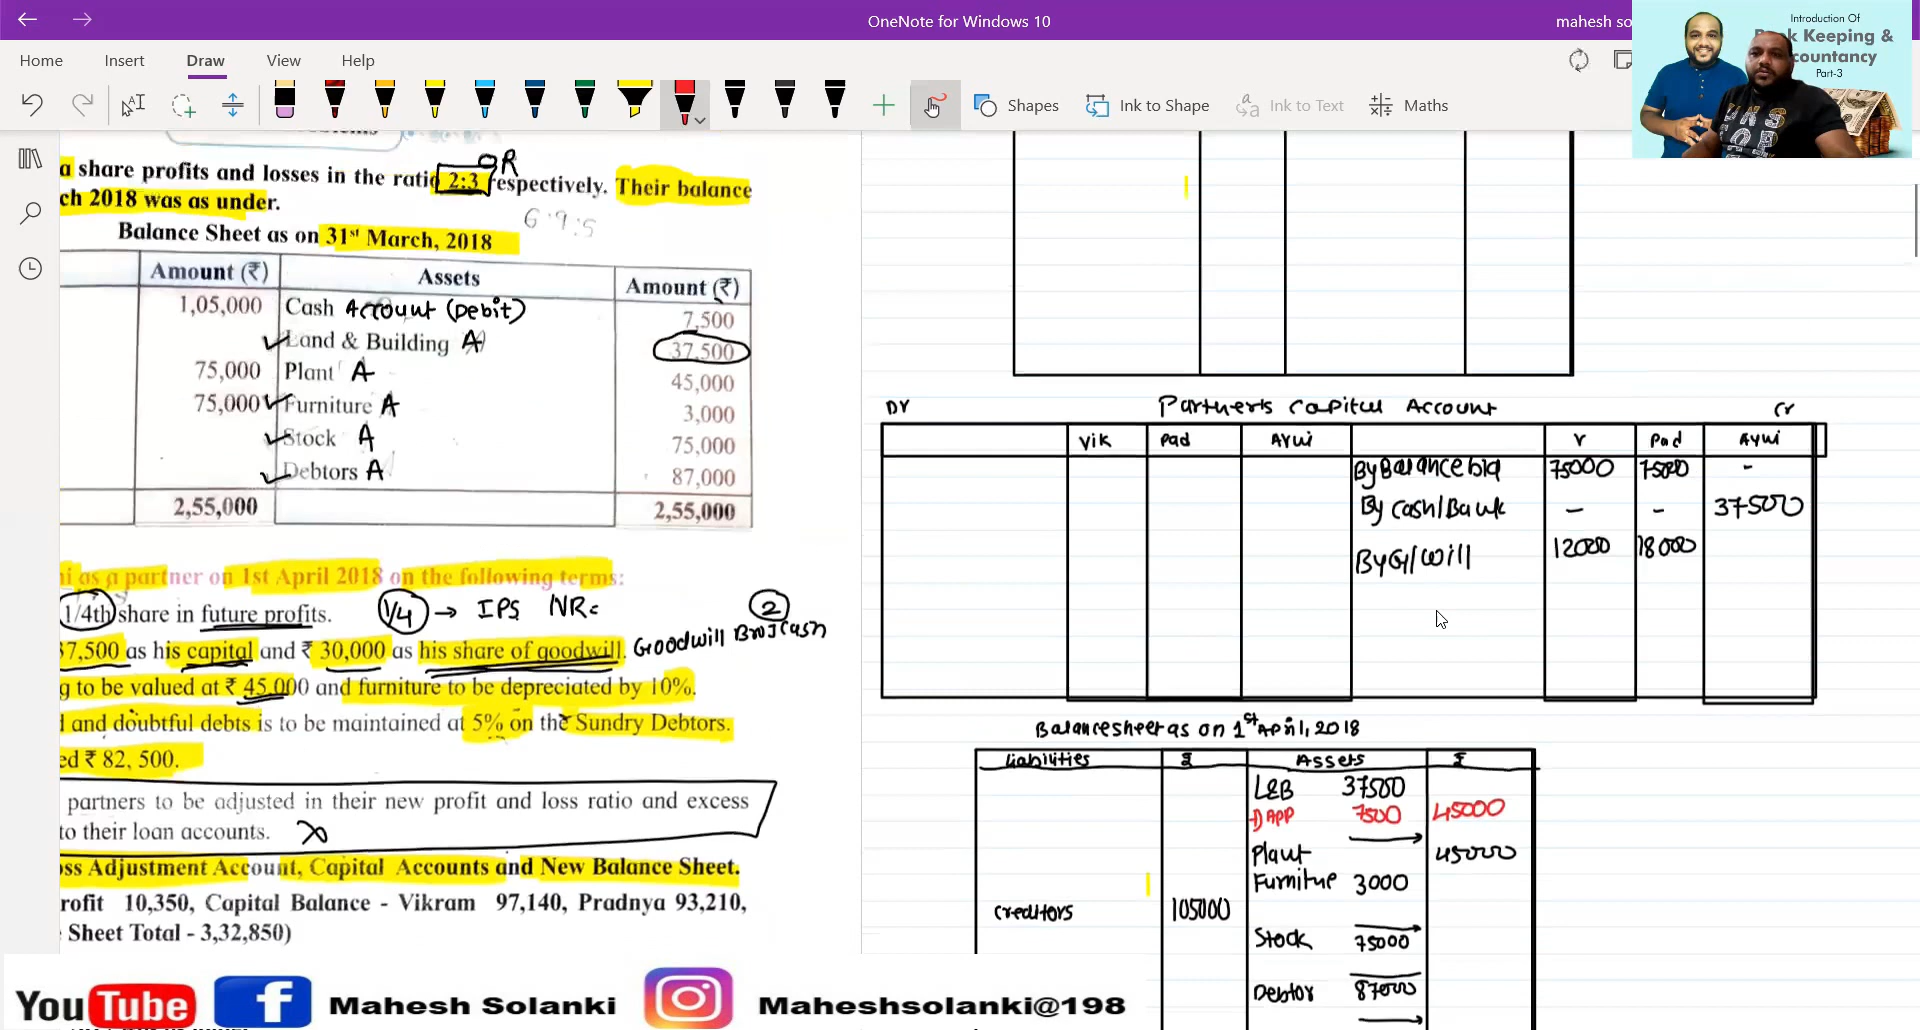 OneNote for Windows 10
mahesh so
Home Insert Draw View Help
Shapes Ink to Shape Ink to Text Maths
Introduction Of
Keeping &
countancy
Part-3
OR
a share profits and losses in the ratio 2:3 respectively. Their balance
ch 2018 was as under.
6:9:5
Balance Sheet as on 31st March, 2018
Amount (₹) Assets Amount (₹)
1,05,000 Cash Account (Debit) 7,500
Land & Building A 37,500
75,000 Plant A 45,000
75,000 Furniture A 3,000
Stock A 75,000
Debtors A 87,000
2,55,000 2,55,000
i as a partner on 1st April 2018 on the following terms:
1/4th share in future profits. 1/4 → IPS NR= 2
37,500 as his capital and ₹ 30,000 as his share of goodwill. Goodwill Bro I cash
g to be valued at ₹ 45,000 and furniture to be depreciated by 10%.
d and doubtful debts is to be maintained at 5% on the Sundry Debtors.
ed ₹ 82, 500.
partners to be adjusted in their new profit and loss ratio and excess
to their loan accounts.
oss Adjustment Account, Capital Accounts and New Balance Sheet.
rofit 10,350, Capital Balance - Vikram 97,140, Pradnya 93,210,
Sheet Total - 3,32,850)
Dr Partners Capital Account Cr
Vik Pad Avni V Pad Avni
By Balance b/d 75000 75000 -
By Cash/Bank - - 37500
By G/Will 12000 18000
Balancesheet as on 1st April, 2018
Liabilities ₹ Assets ₹
L&B 37500
+) APP 7500 45000
Plant 45000
Furniture 3000
Creditors 105000
Stock 75000
Debtor 87000
YouTube f Mahesh Solanki Maheshsolanki@198